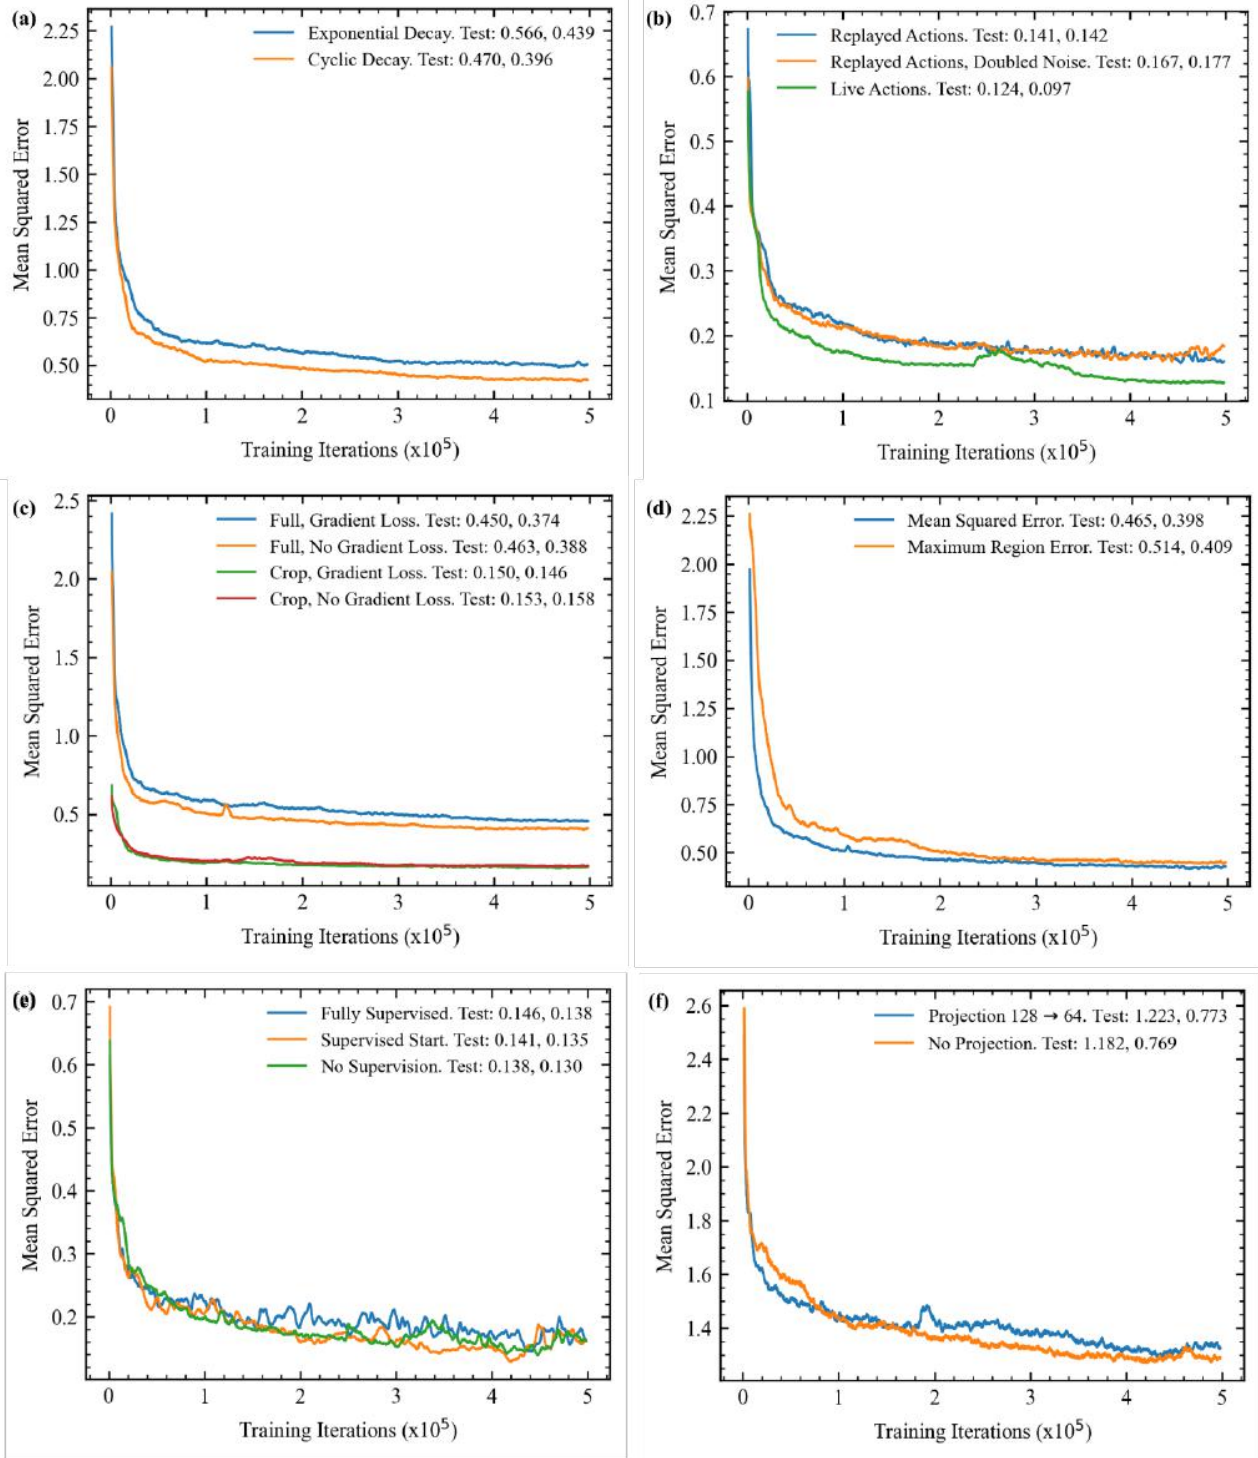 (a)
Exponential Decay. Test: 0.566, 0.439
Cyclic Decay. Test: 0.470, 0.396
2.25
2.00
1.75
1.50
1.25
1.00
0.75
0.50
Mean Squared Error
0 1 2 3 4 5
Training Iterations (x10⁵)
(b)
Replayed Actions. Test: 0.141, 0.142
Replayed Actions, Doubled Noise. Test: 0.167, 0.177
Live Actions. Test: 0.124, 0.097
0.7
0.6
0.5
0.4
0.3
0.2
0.1
Mean Squared Error
0 1 2 3 4 5
Training Iterations (x10⁵)
(c)
Full, Gradient Loss. Test: 0.450, 0.374
Full, No Gradient Loss. Test: 0.463, 0.388
Crop, Gradient Loss. Test: 0.150, 0.146
Crop, No Gradient Loss. Test: 0.153, 0.158
2.5
2.0
1.5
1.0
0.5
Mean Squared Error
0 1 2 3 4 5
Training Iterations (x10⁵)
(d)
Mean Squared Error. Test: 0.465, 0.398
Maximum Region Error. Test: 0.514, 0.409
2.25
2.00
1.75
1.50
1.25
1.00
0.75
0.50
Mean Squared Error
0 1 2 3 4 5
Training Iterations (x10⁵)
(e)
Fully Supervised. Test: 0.146, 0.138
Supervised Start. Test: 0.141, 0.135
No Supervision. Test: 0.138, 0.130
0.7
0.6
0.5
0.4
0.3
0.2
Mean Squared Error
0 1 2 3 4 5
Training Iterations (x10⁵)
(f)
Projection 128 → 64. Test: 1.223, 0.773
No Projection. Test: 1.182, 0.769
2.6
2.4
2.2
2.0
1.8
1.6
1.4
Mean Squared Error
0 1 2 3 4 5
Training Iterations (x10⁵)